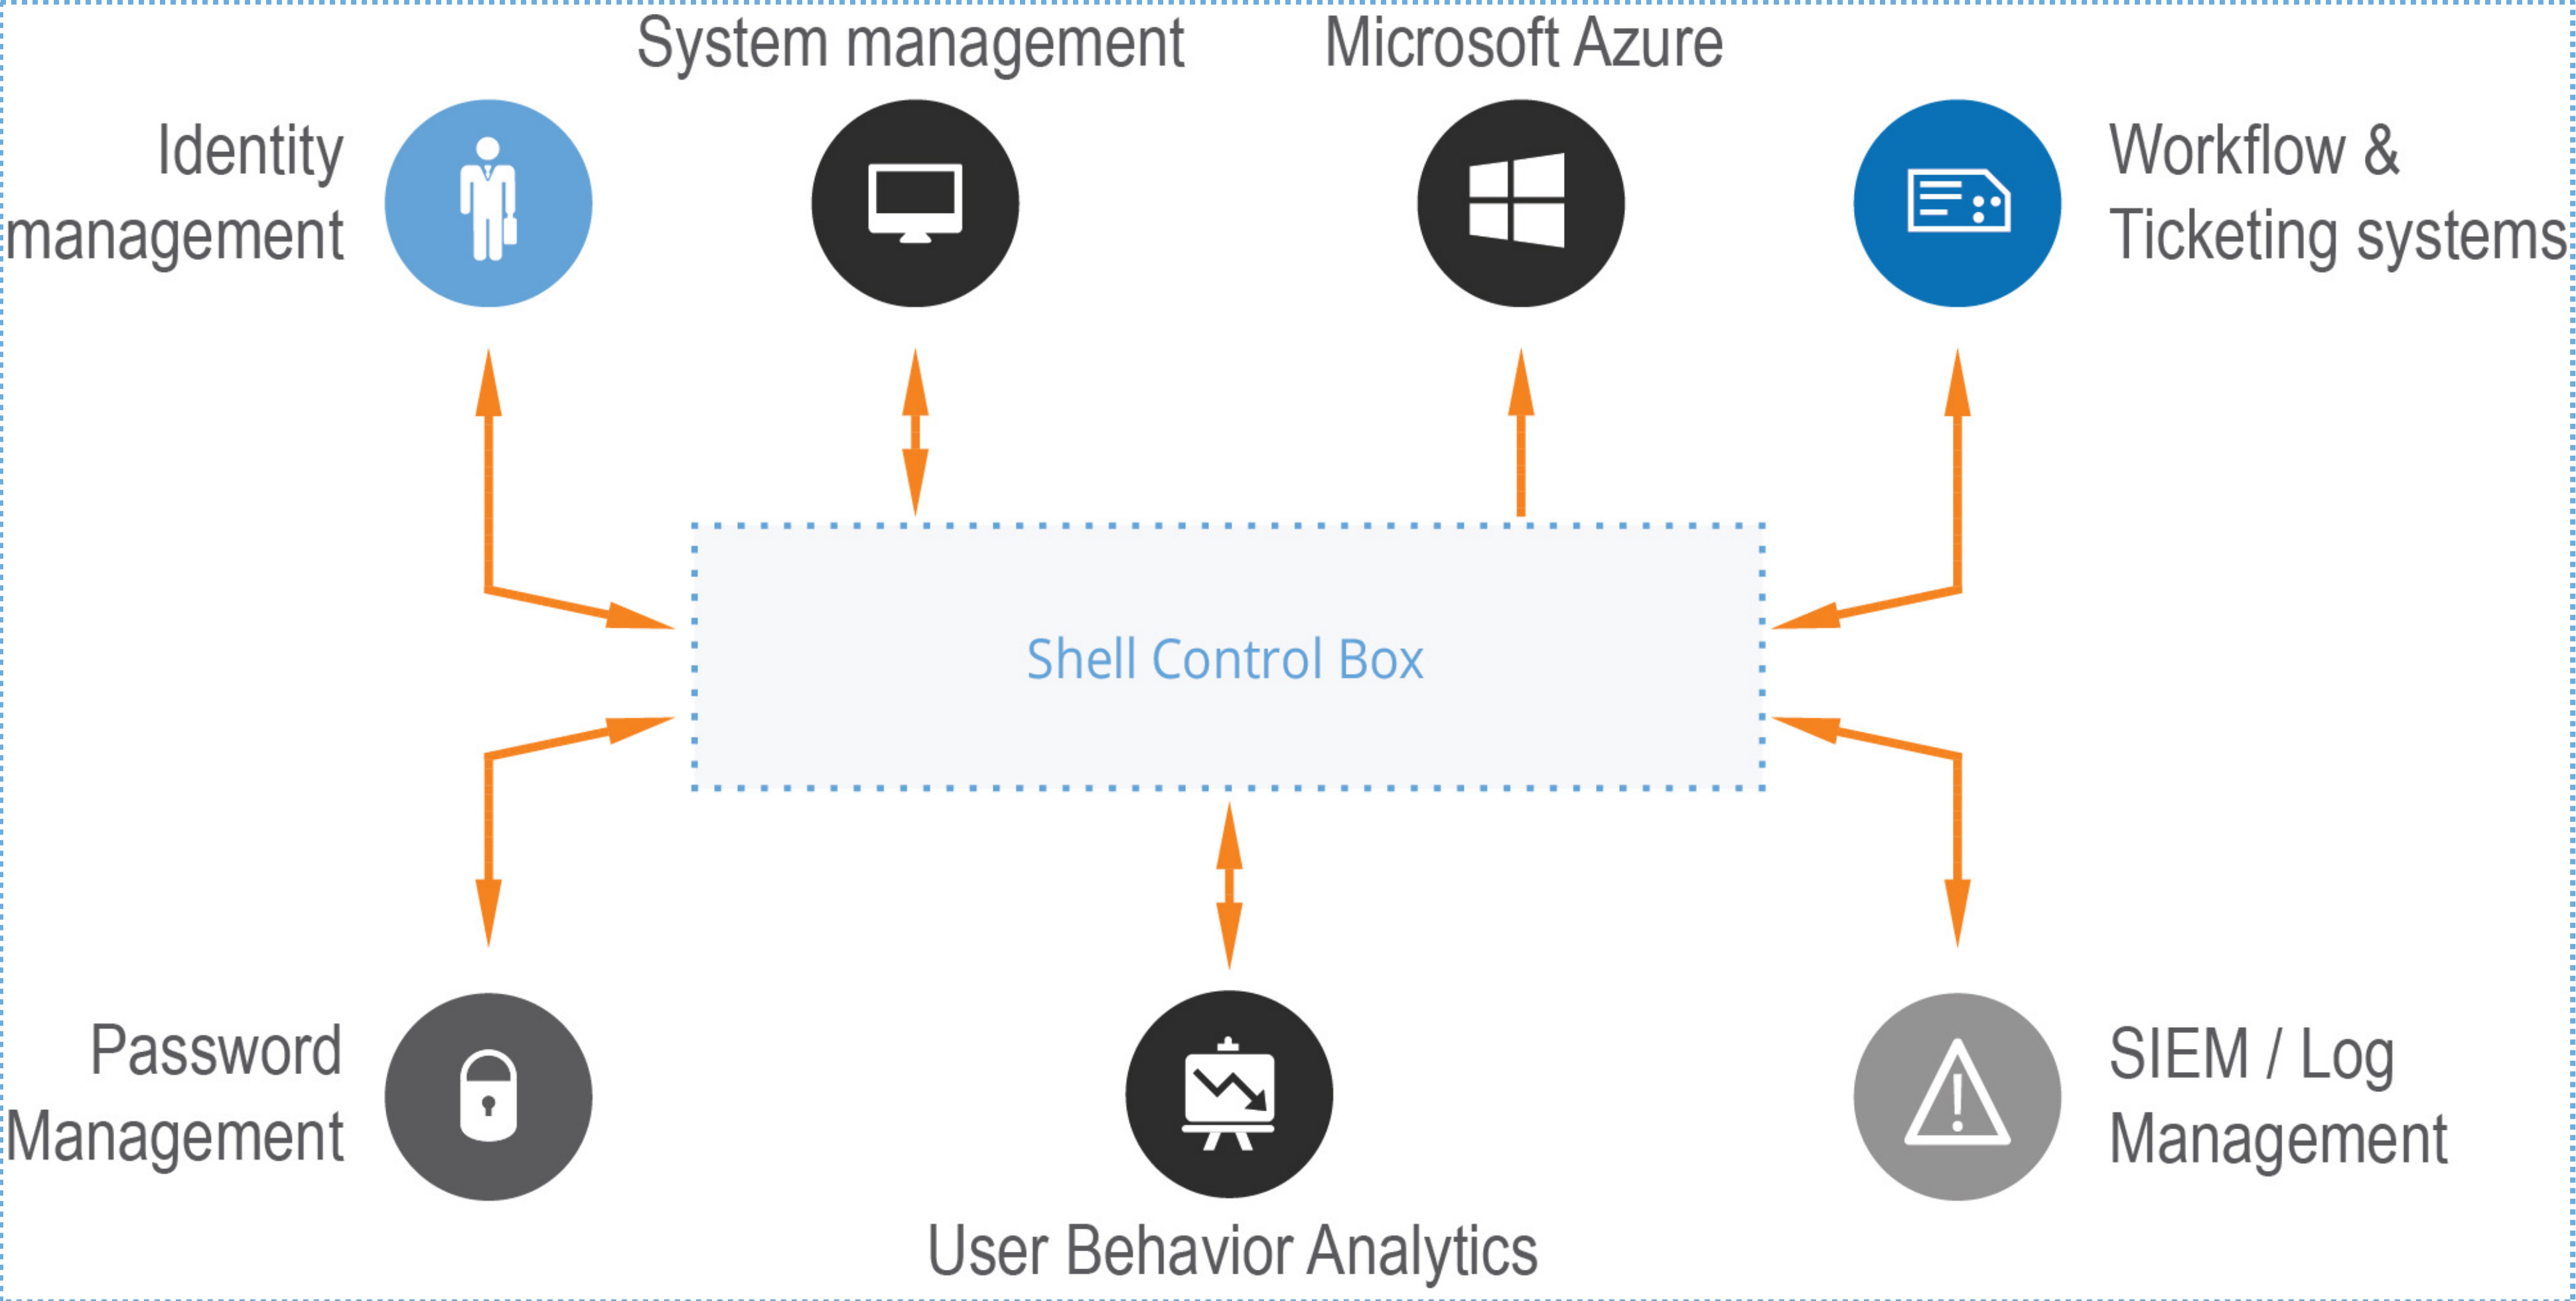 System management
Microsoft Azure
Identity
management
Workflow &
Ticketing systems
Shell Control Box
Password
Management
SIEM / Log
Management
User Behavior Analytics